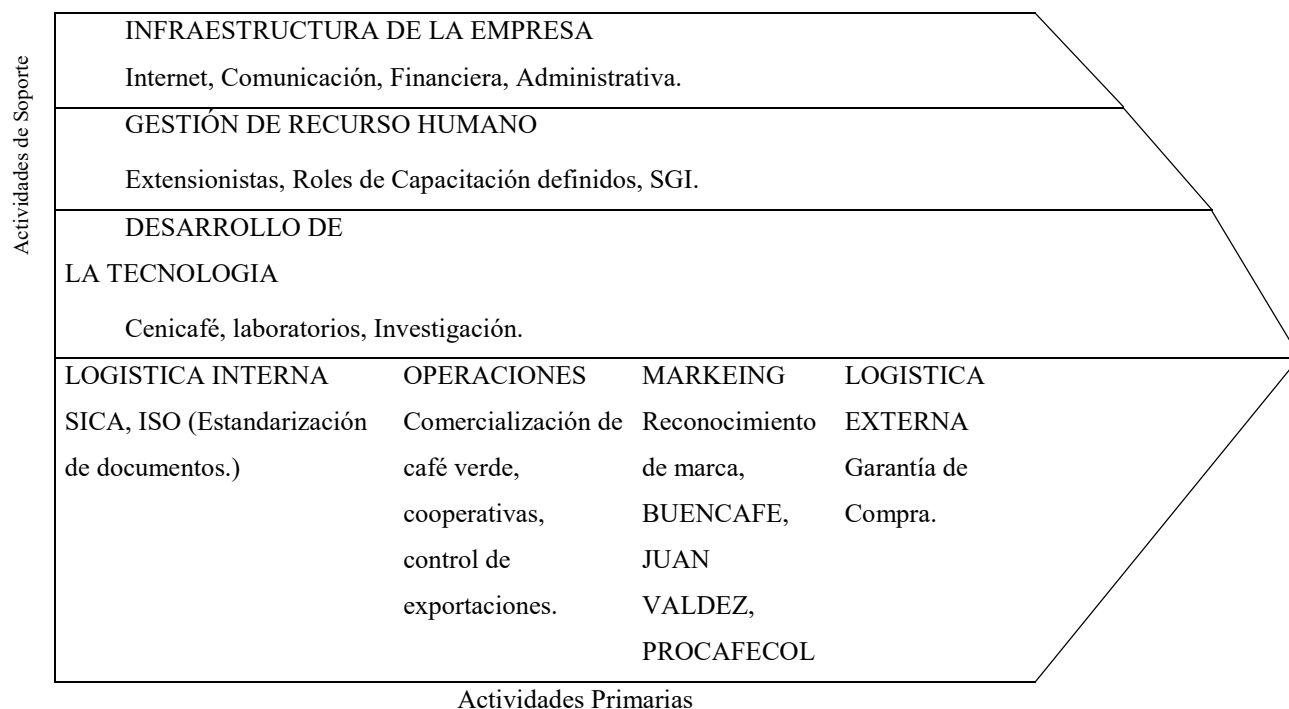 Actividades de Soporte
INFRAESTRUCTURA DE LA EMPRESA
Internet, Comunicación, Financiera, Administrativa.
GESTIÓN DE RECURSO HUMANO
Extensionistas, Roles de Capacitación definidos, SGI.
DESARROLLO DE
LA TECNOLOGIA
Cenicafé, laboratorios, Investigación.
LOGISTICA INTERNA
SICA, ISO (Estandarización
de documentos.)
OPERACIONES
Comercialización de
café verde,
cooperativas,
control de
exportaciones.
MARKEING
Reconocimiento
de marca,
BUENCAFE,
JUAN
VALDEZ,
PROCAFECOL
LOGISTICA
EXTERNA
Garantía de
Compra.
Actividades Primarias